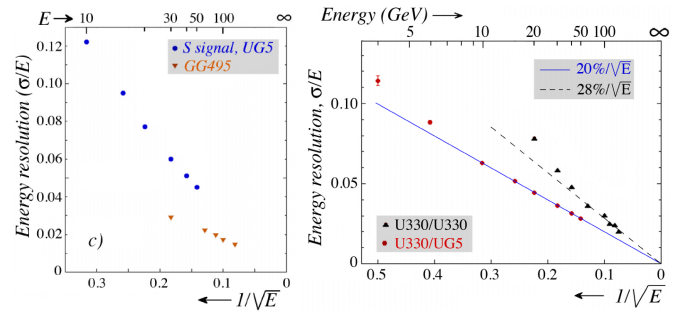 E → 10 30 50 100 ∞
Energy resolution (σ/E)
0.12
0.10
0.08
0.06
0.04
0.02
0
S signal, UG5
GG495
c)
0.3 0.2 0.1 0
← 1/√E
Energy (GeV) →
5 10 20 30 50 100 ∞
Energy resolution, σ/E
0.10
0.05
0
20%/√E
28%/√E
U330/U330
U330/UG5
0.5 0.4 0.3 0.2 0.1 0
← 1/√E